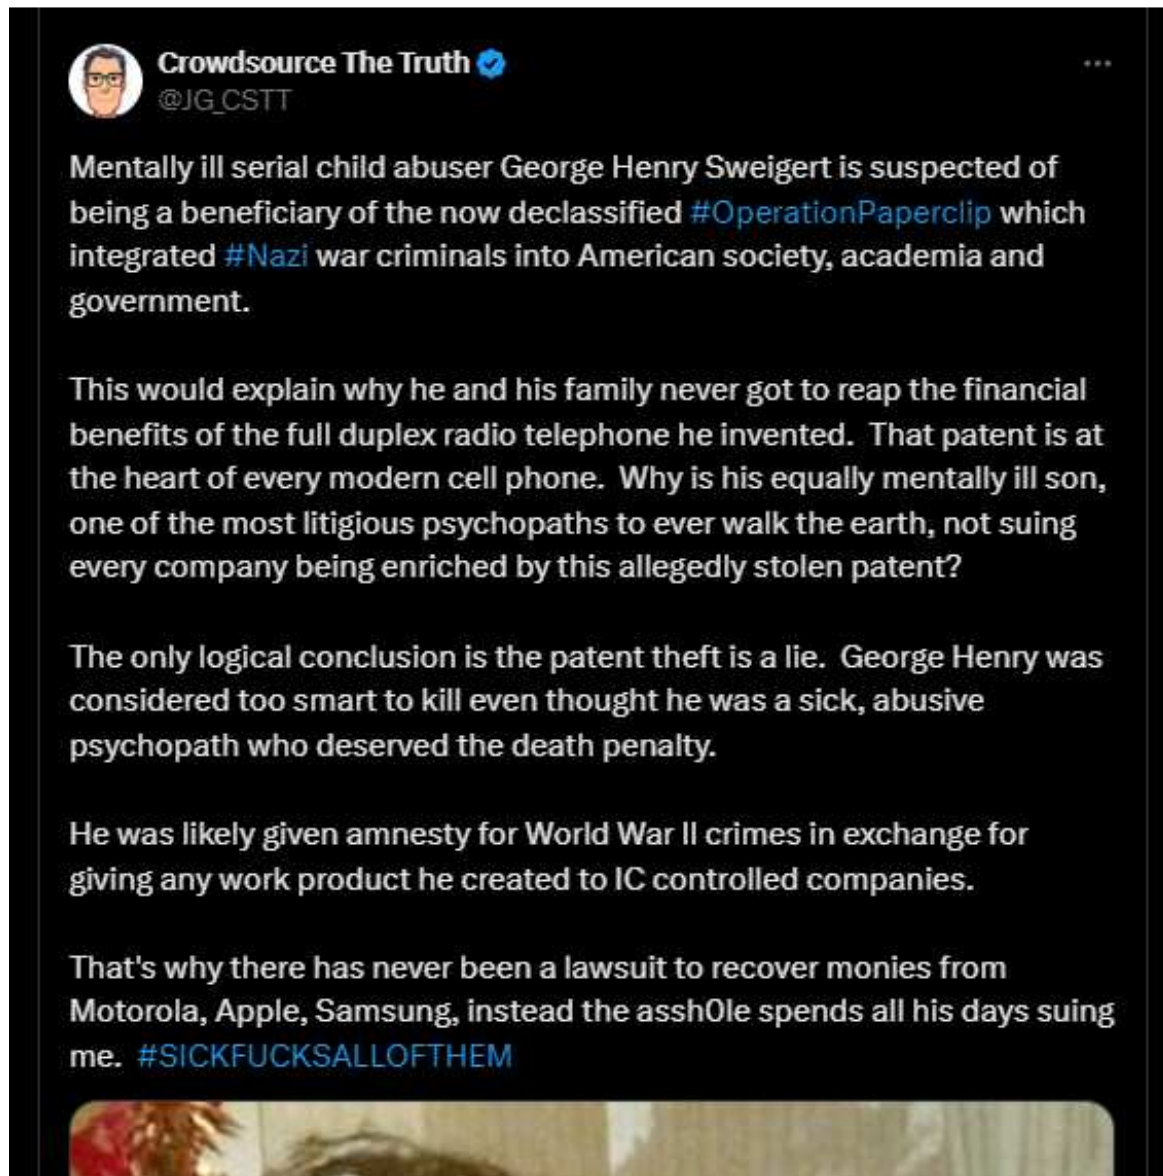 Crowdsource The Truth
@JG_CSTT
Mentally ill serial child abuser George Henry Sweigert is suspected of
being a beneficiary of the now declassified #OperationPaperclip which
integrated #Nazi war criminals into American society, academia and
government.
This would explain why he and his family never got to reap the financial
benefits of the full duplex radio telephone he invented.  That patent is at
the heart of every modern cell phone.  Why is his equally mentally ill son,
one of the most litigious psychopaths to ever walk the earth, not suing
every company being enriched by this allegedly stolen patent?
The only logical conclusion is the patent theft is a lie.  George Henry was
considered too smart to kill even thought he was a sick, abusive
psychopath who deserved the death penalty.
He was likely given amnesty for World War II crimes in exchange for
giving any work product he created to IC controlled companies.
That's why there has never been a lawsuit to recover monies from
Motorola, Apple, Samsung, instead the assh0le spends all his days suing
me.  #SICKFUCKSALLOFTHEM